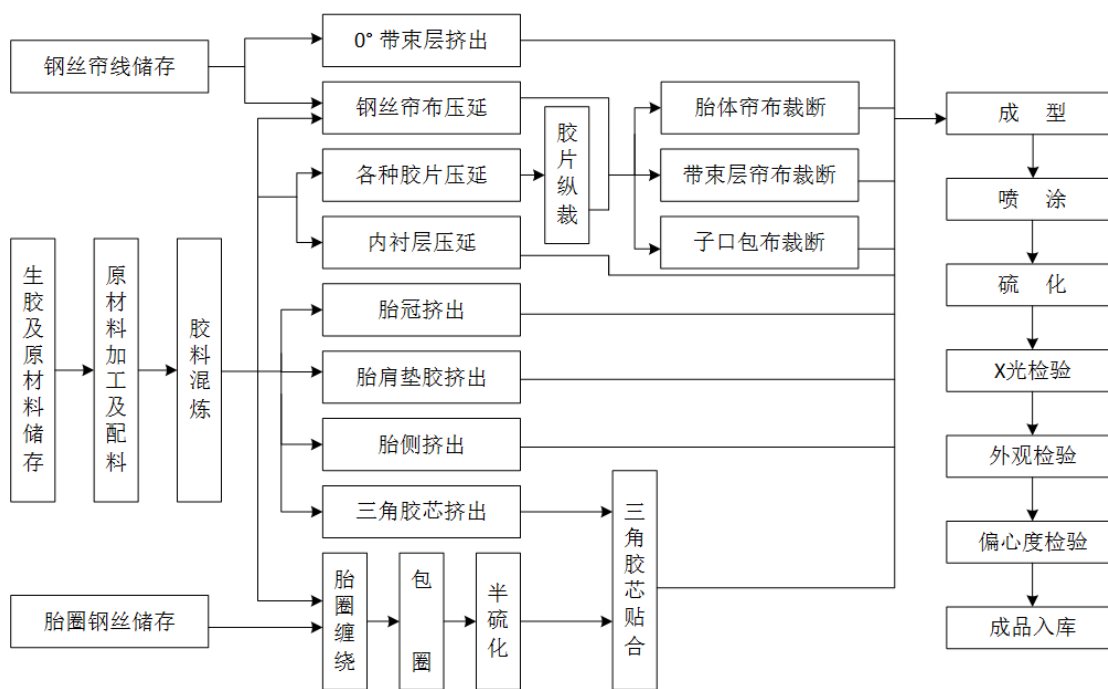 钢丝帘线储存
0° 带束层挤出
钢丝帘布压延
各种胶片压延
内衬层压延
胶片纵裁
胎体帘布裁断
带束层帘布裁断
子口包布裁断
生胶及原材料储存
原材料加工及配料
胶料混炼
胎冠挤出
胎肩垫胶挤出
胎侧挤出
三角胶芯挤出
胎圈钢丝储存
胎圈缠绕
包圈
半硫化
三角胶芯贴合
成型
喷涂
硫化
X光检验
外观检验
偏心度检验
成品入库